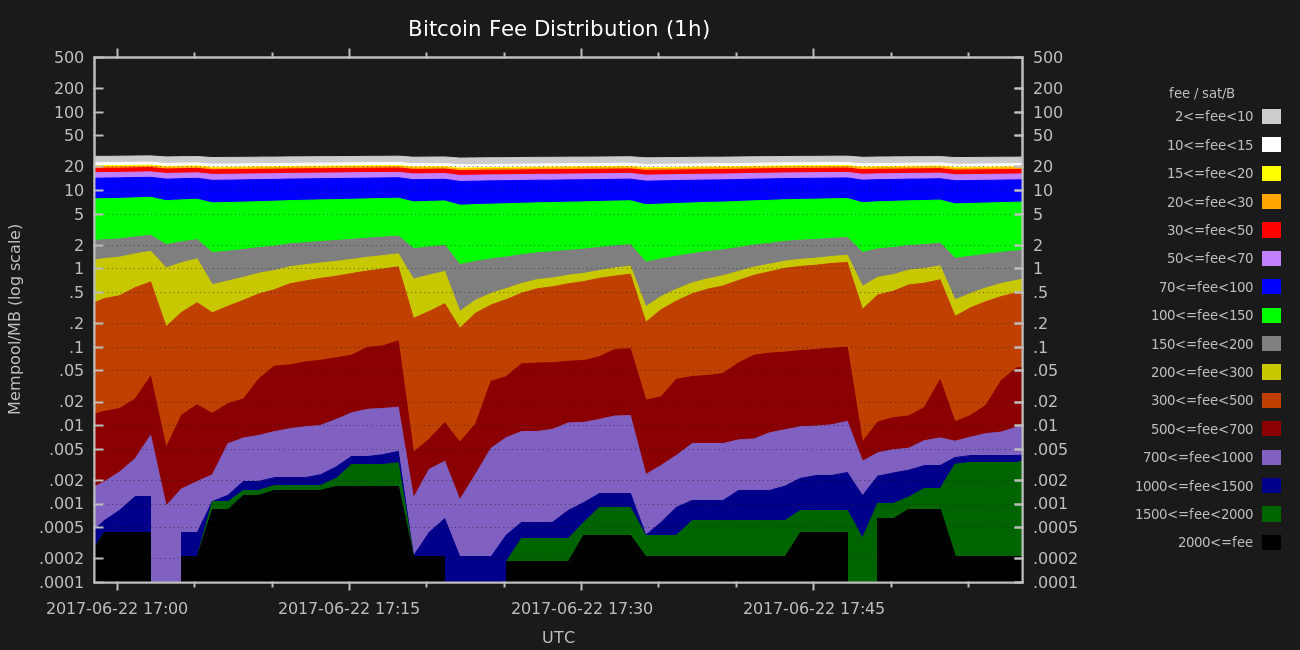 Bitcoin Fee Distribution (1h)
500 500
200 200
100 100
50 50
20 20
10 10
5 5
2 2
1 1
.5 .5
.2 .2
.1 .1
.05 .05
.02 .02
.01 .01
.005 .005
.002 .002
.001 .001
.0005 .0005
.0002 .0002
.0001 .0001
Mempool/MB (log scale)
2017-06-22 17:00 2017-06-22 17:15 2017-06-22 17:30 2017-06-22 17:45
UTC
fee / sat/B
2<=fee<10
10<=fee<15
15<=fee<20
20<=fee<30
30<=fee<50
50<=fee<70
70<=fee<100
100<=fee<150
150<=fee<200
200<=fee<300
300<=fee<500
500<=fee<700
700<=fee<1000
1000<=fee<1500
1500<=fee<2000
2000<=fee